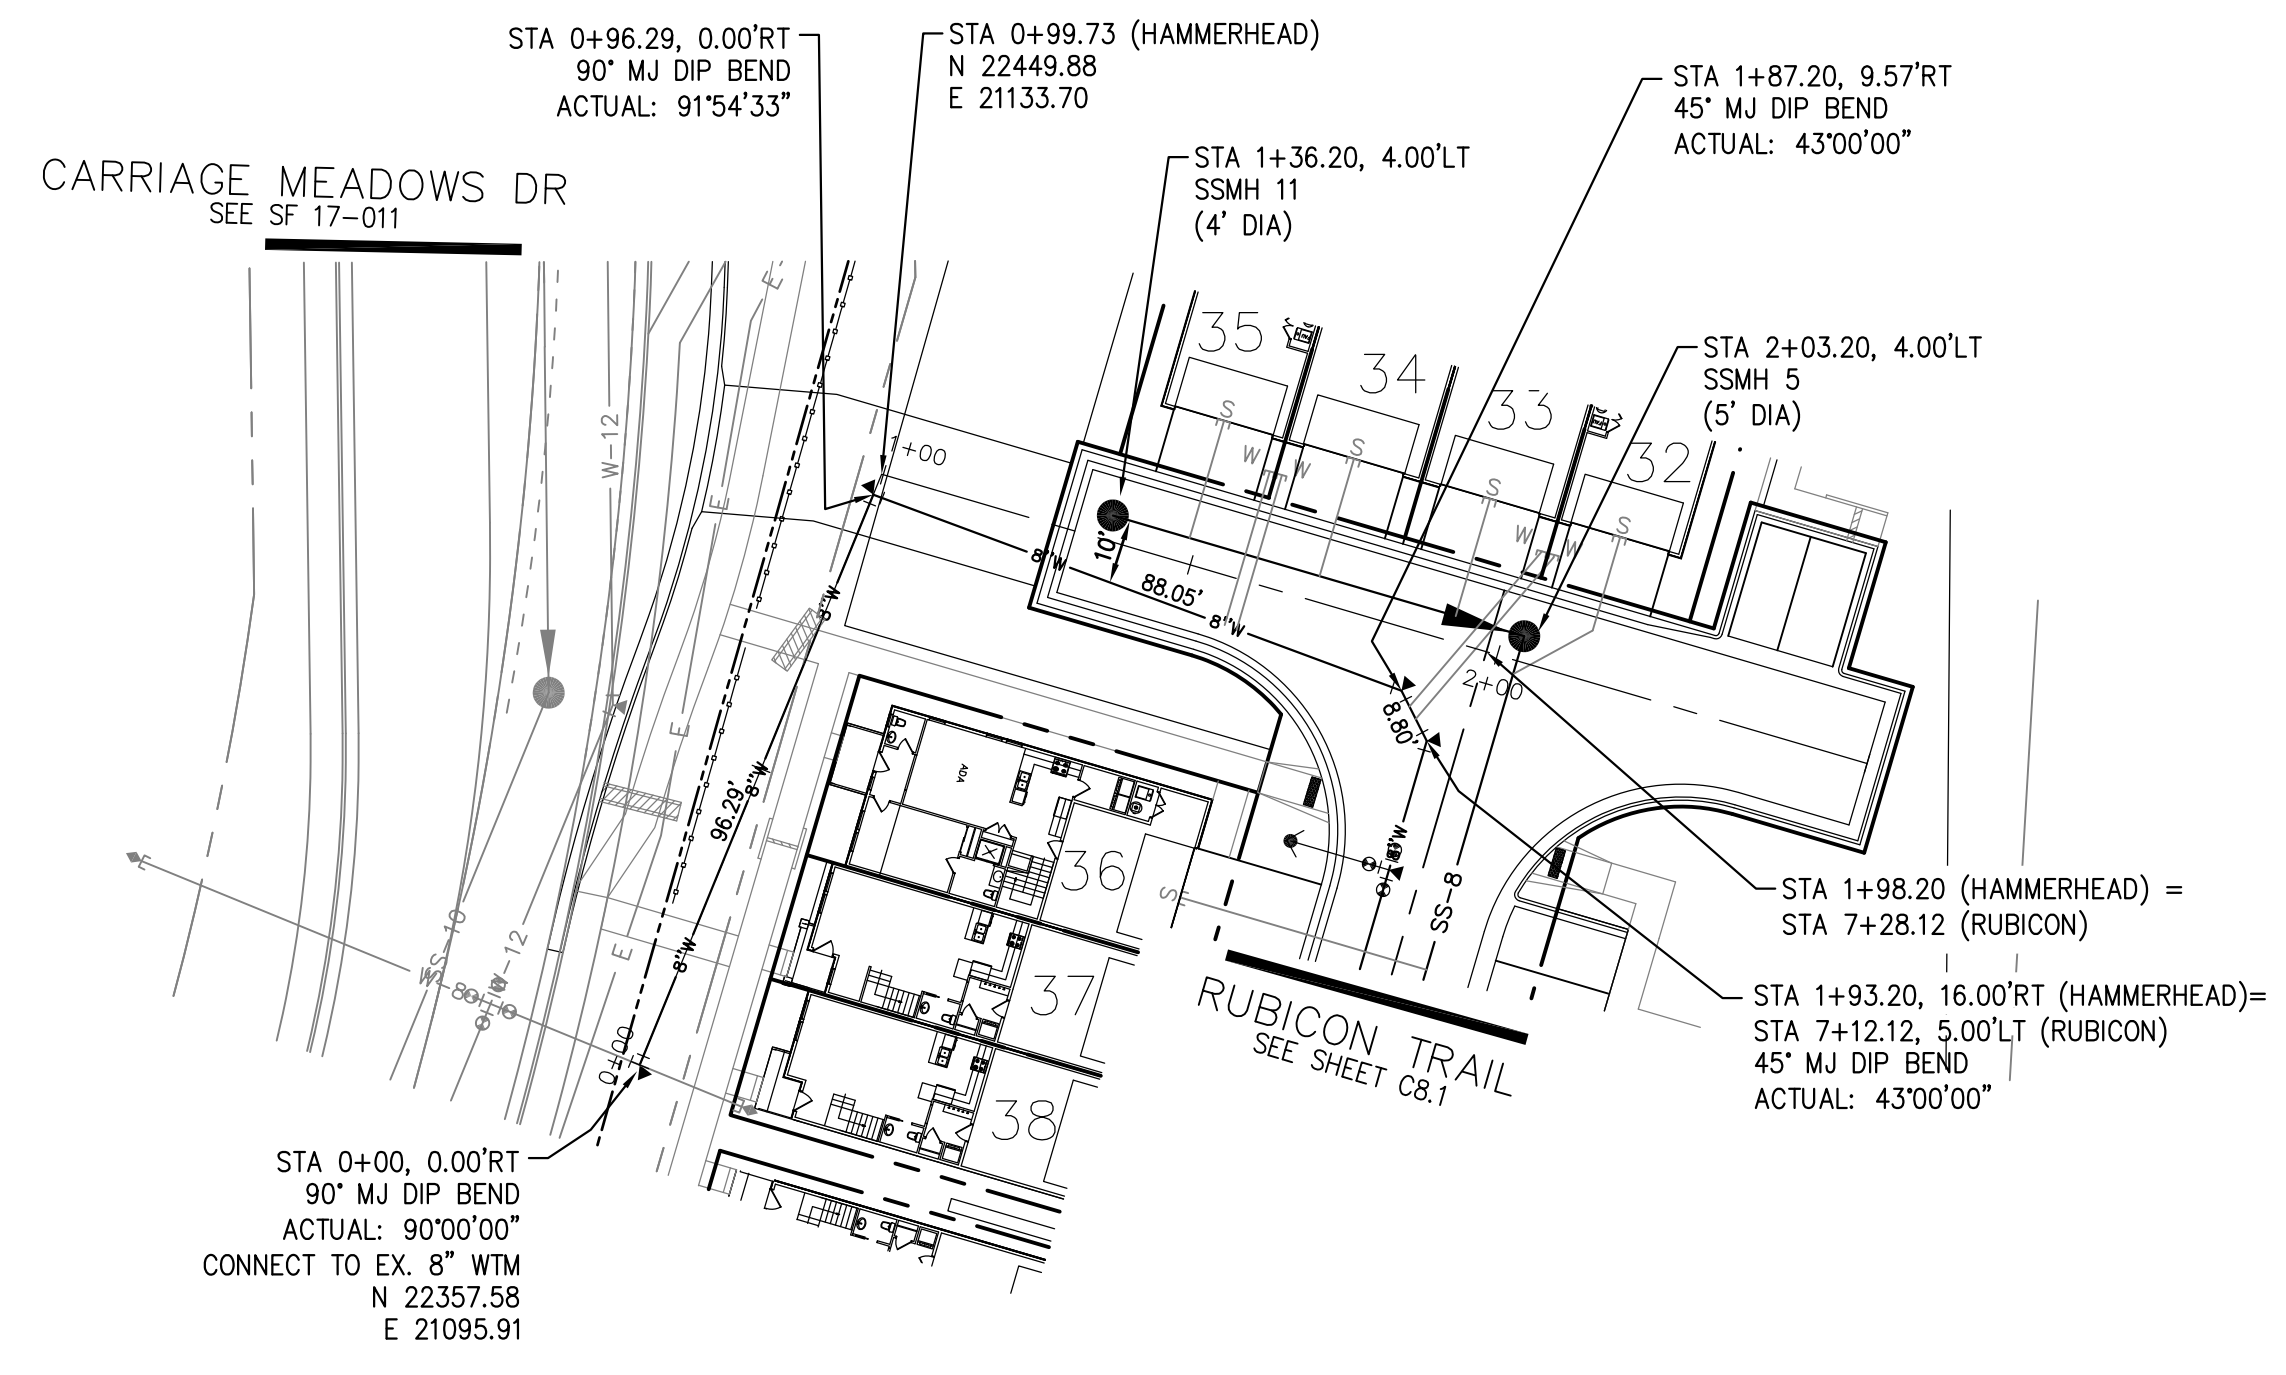 STA 0+96.29, 0.00'RT
90° MJ DIP BEND
ACTUAL: 91°54'33"
STA 0+99.73 (HAMMERHEAD)
N 22449.88
E 21133.70
STA 1+87.20, 9.57'RT
45° MJ DIP BEND
ACTUAL: 43°00'00"
STA 1+36.20, 4.00'LT
SSMH 11
(4' DIA)
CARRIAGE MEADOWS DR
SEE SF 17-011
STA 2+03.20, 4.00'LT
SSMH 5
(5' DIA)
35
34
33
32
E
S
S
S
S
W
W
W
W
W-12
1+00
E
10'
8"W
88.05'
8"W
8"W
2+00
8.80'
E
96.29'
8"W
ADA
8"W
36
SS-8
S
8"W
E
SS-10
W-12
W-8
37
38
0+00
STA 1+98.20 (HAMMERHEAD) =
STA 7+28.12 (RUBICON)
STA 1+93.20, 16.00'RT (HAMMERHEAD)=
STA 7+12.12, 5.00'LT (RUBICON)
45° MJ DIP BEND
ACTUAL: 43°00'00"
RUBICON TRAIL
SEE SHEET C8.1
STA 0+00, 0.00'RT
90° MJ DIP BEND
ACTUAL: 90°00'00"
CONNECT TO EX. 8" WTM
N 22357.58
E 21095.91